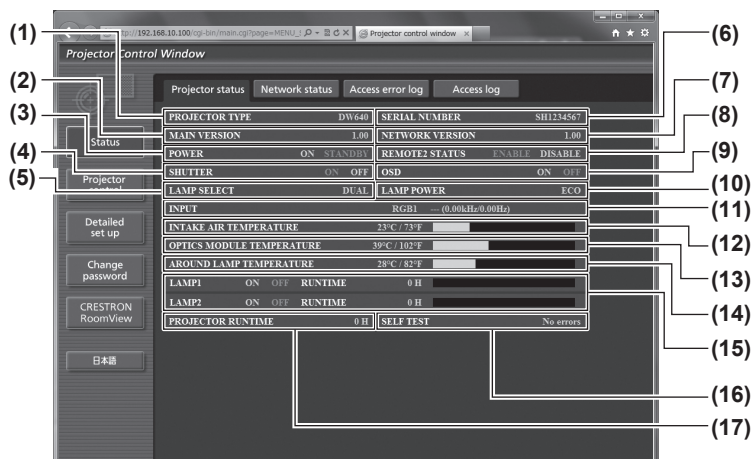 http://192.168.10.100/cgi-bin/main.cgi?page=MENU_S
Projector control window
Projector Control Window
Projector status
Network status
Access error log
Access log
PROJECTOR TYPE DW640
SERIAL NUMBER SH1234567
MAIN VERSION 1.00
NETWORK VERSION 1.00
POWER ON STANDBY
REMOTE2 STATUS ENABLE DISABLE
SHUTTER ON OFF
OSD ON OFF
LAMP SELECT DUAL
LAMP POWER ECO
INPUT RGB1 --- (0.00kHz/0.00Hz)
INTAKE AIR TEMPERATURE 23°C / 73°F
OPTICS MODULE TEMPERATURE 39°C / 102°F
AROUND LAMP TEMPERATURE 28°C / 82°F
LAMP1 ON OFF RUNTIME 0 H
LAMP2 ON OFF RUNTIME 0 H
PROJECTOR RUNTIME 0 H
SELF TEST No errors
Status
Projector
control
Detailed
set up
Change
password
CRESTRON
RoomView
日本語
(1)
(2)
(3)
(4)
(5)
(6)
(7)
(8)
(9)
(10)
(11)
(12)
(13)
(14)
(15)
(16)
(17)